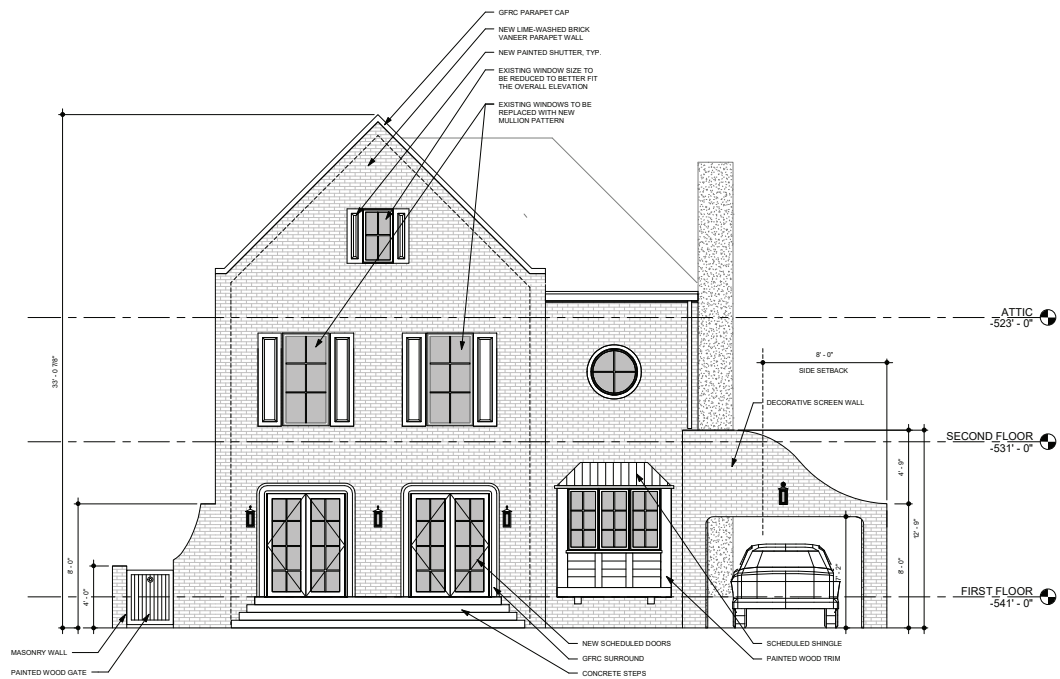 GFRC PARAPET CAP
NEW LIME-WASHED BRICK
VANEER PARAPET WALL
NEW PAINTED SHUTTER, TYP.
EXISTING WINDOW SIZE TO
BE REDUCED TO BETTER FIT
THE OVERALL ELEVATION
EXISTING WINDOWS TO BE
REPLACED WITH NEW
MULLION PATTERN
ATTIC
-523' - 0"
33' - 0 7/8"
8' - 0"
SIDE SETBACK
DECORATIVE SCREEN WALL
SECOND FLOOR
-531' - 0"
4' - 9"
12' - 9"
8' - 0"
8' - 0"
4' - 0"
- 2"
FIRST FLOOR
-541' - 0"
MASONRY WALL
PAINTED WOOD GATE
NEW SCHEDULED DOORS
GFRC SURROUND
CONCRETE STEPS
SCHEDULED SHINGLE
PAINTED WOOD TRIM